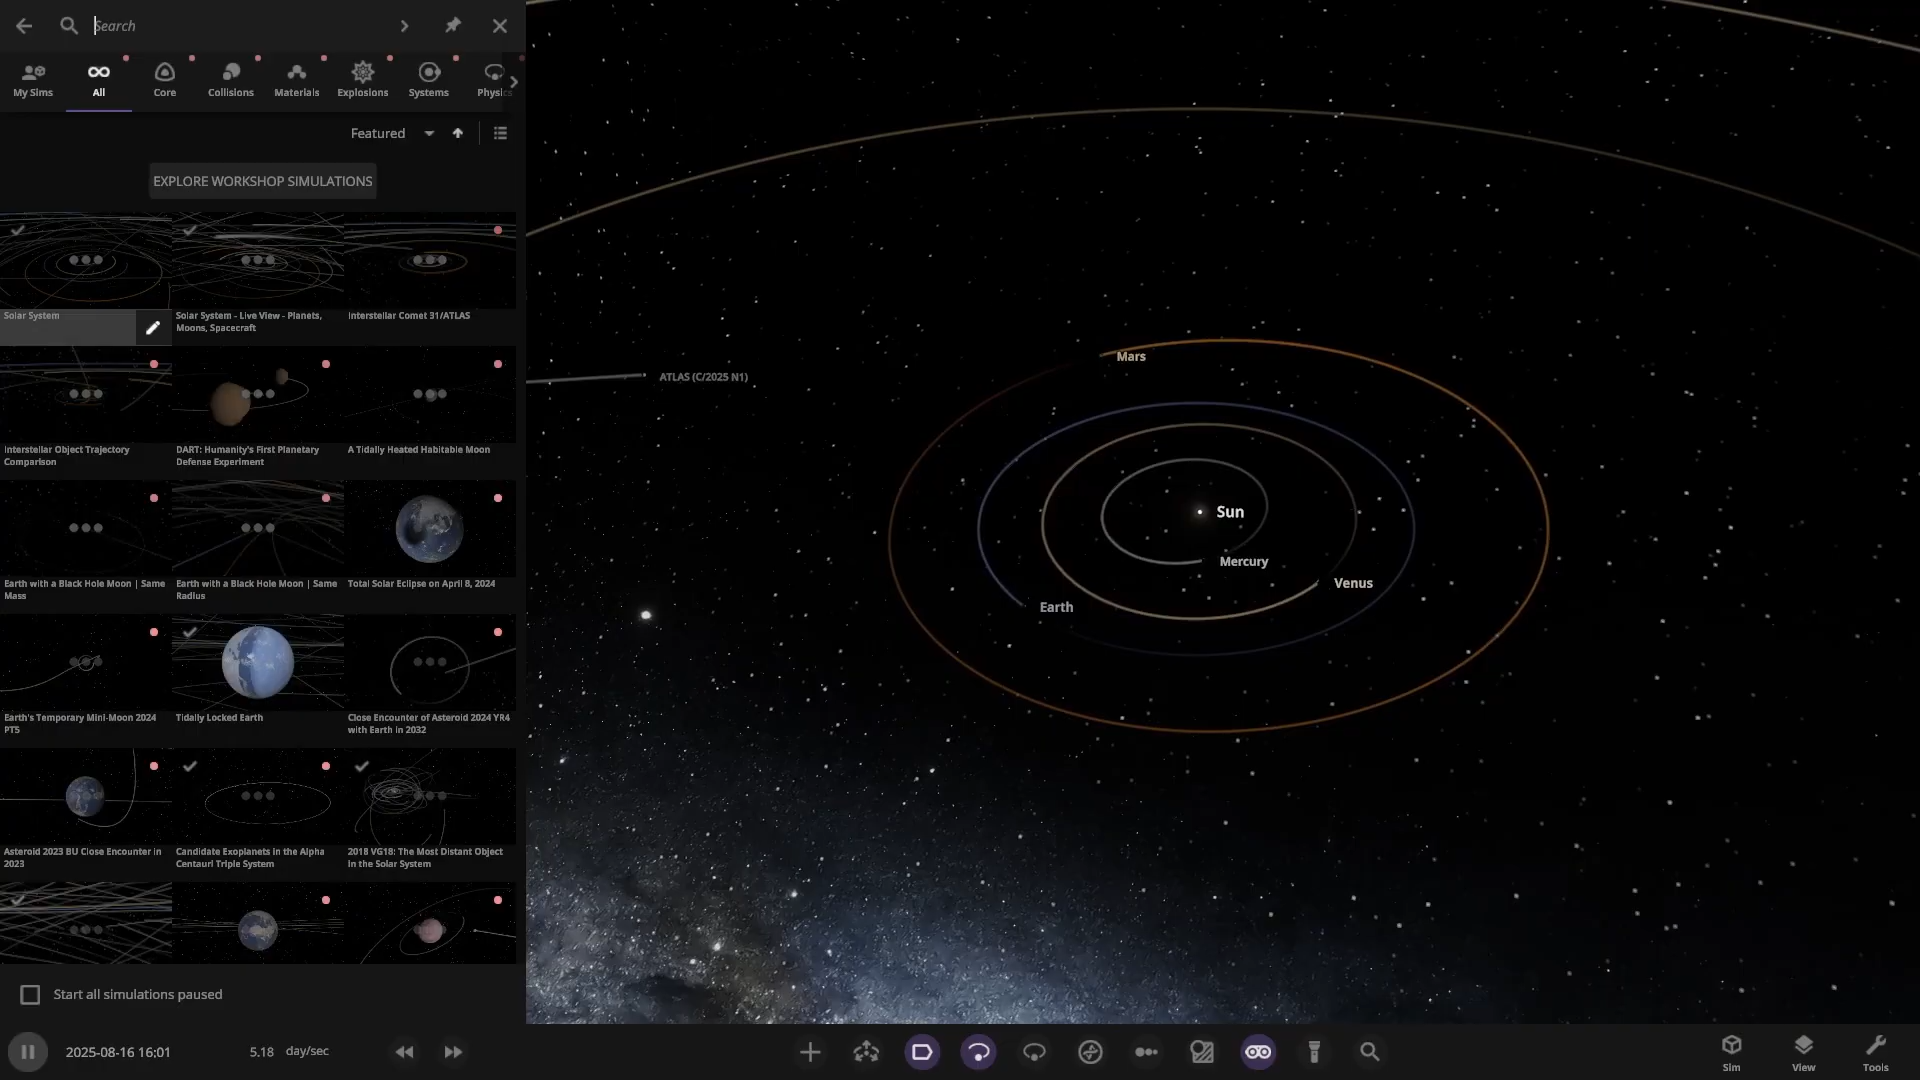 Search
My Sims
All
Core
Collisions
Materials
Explosions
Systems
Physic
Featured
EXPLORE WORKSHOP SIMULATIONS
Solar System
Solar System - Live View - Planets,
Moons, Spacecraft
Interstellar Comet 3I/ATLAS
Interstellar Object Trajectory
Comparison
DART: Humanity's First Planetary
Defense Experiment
A Tidally Heated Habitable Moon
Earth with a Black Hole Moon | Same
Mass
Earth with a Black Hole Moon | Same
Radius
Total Solar Eclipse on April 8, 2024
Earth's Temporary Mini-Moon 2024
PT5
Tidally Locked Earth
Close Encounter of Asteroid 2024 YR4
with Earth in 2032
Asteroid 2023 BU Close Encounter in
2023
Candidate Exoplanets in the Alpha
Centauri Triple System
2018 VG18: The Most Distant Object
in the Solar System
Start all simulations paused
Mars
ATLAS (C/2025 N1)
Sun
Mercury
Venus
Earth
2025-08-16 16:01
5.18 day/sec
Sim
View
Tools